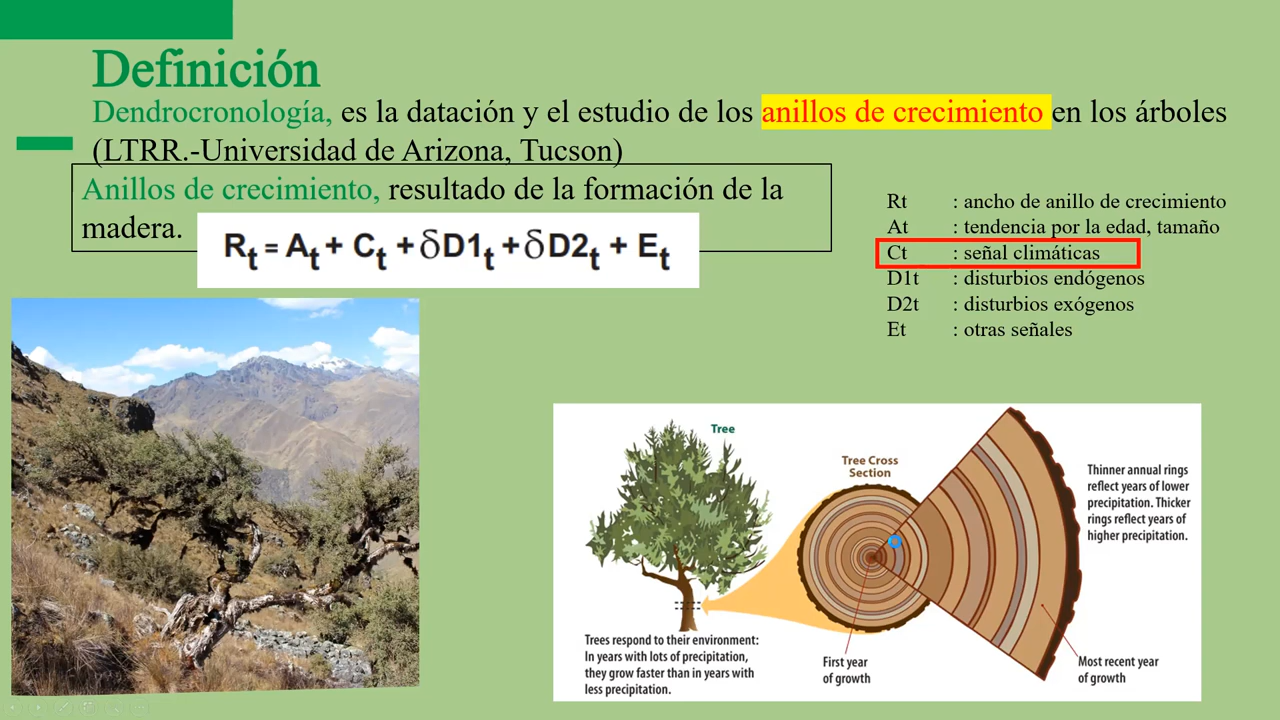 Definición
Dendrocronología, es la datación y el estudio de los anillos de crecimiento en los árboles
(LTRR.-Universidad de Arizona, Tucson)
Anillos de crecimiento, resultado de la formación de la
madera.
Rt = At + Ct + δD1t + δD2t + Et
Rt : ancho de anillo de crecimiento
At : tendencia por la edad, tamaño
Ct : señal climáticas
D1t : disturbios endógenos
D2t : disturbios exógenos
Et : otras señales
Tree
Tree Cross
Section
Thinner annual rings
reflect years of lower
precipitation. Thicker
rings reflect years of
higher precipitation.
Trees respond to their environment:
In years with lots of precipitation,
they grow faster than in years with
less precipitation.
First year
of growth
Most recent year
of growth